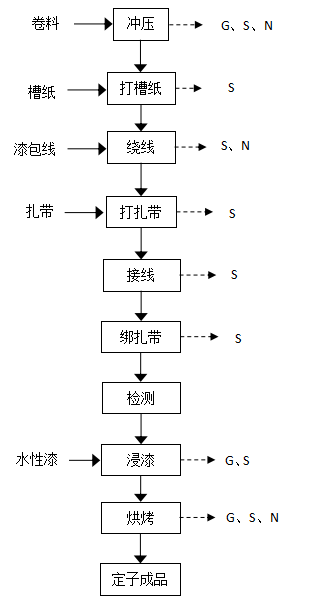 卷料 冲压 G、S、N
槽纸 打槽纸 S
漆包线 绕线 S、N
扎带 打扎带 S
接线 S
绑扎带 S
检测
水性漆 浸漆 G、S
烘烤 G、S、N
定子成品